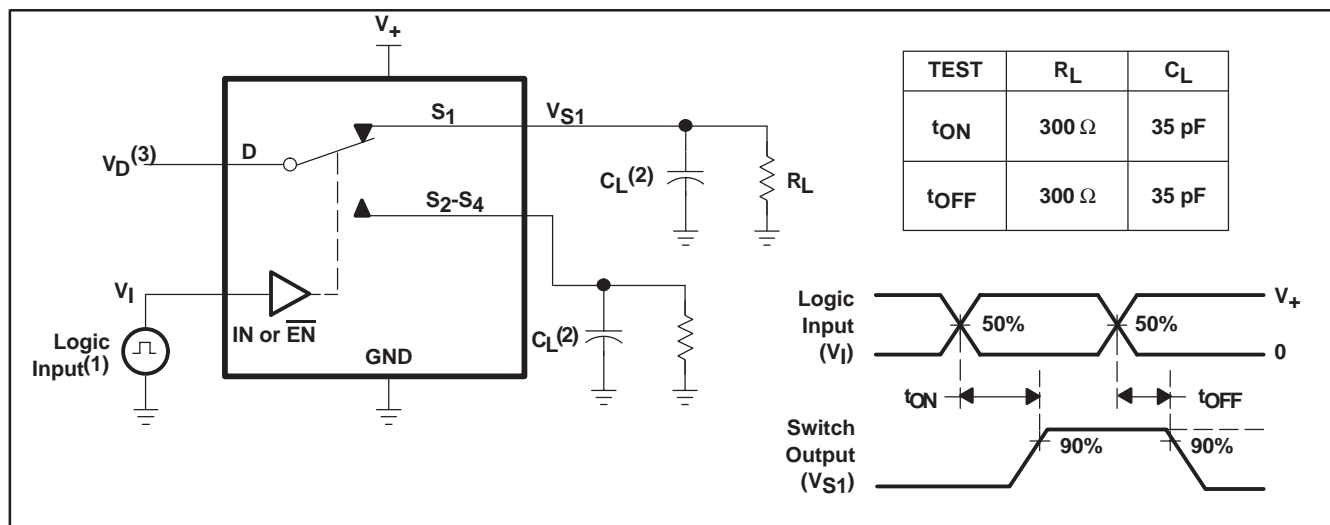 V+
S1
VS1
D
VD(3)
CL(2)
RL
S2-S4
VI
IN or EN
CL(2)
Logic
Input(1)
GND
TEST RL CL
tON 300 Ω 35 pF
tOFF 300 Ω 35 pF
Logic
Input
(VI)
50%
50%
V+
0
tON
tOFF
Switch
Output
(VS1)
90%
90%